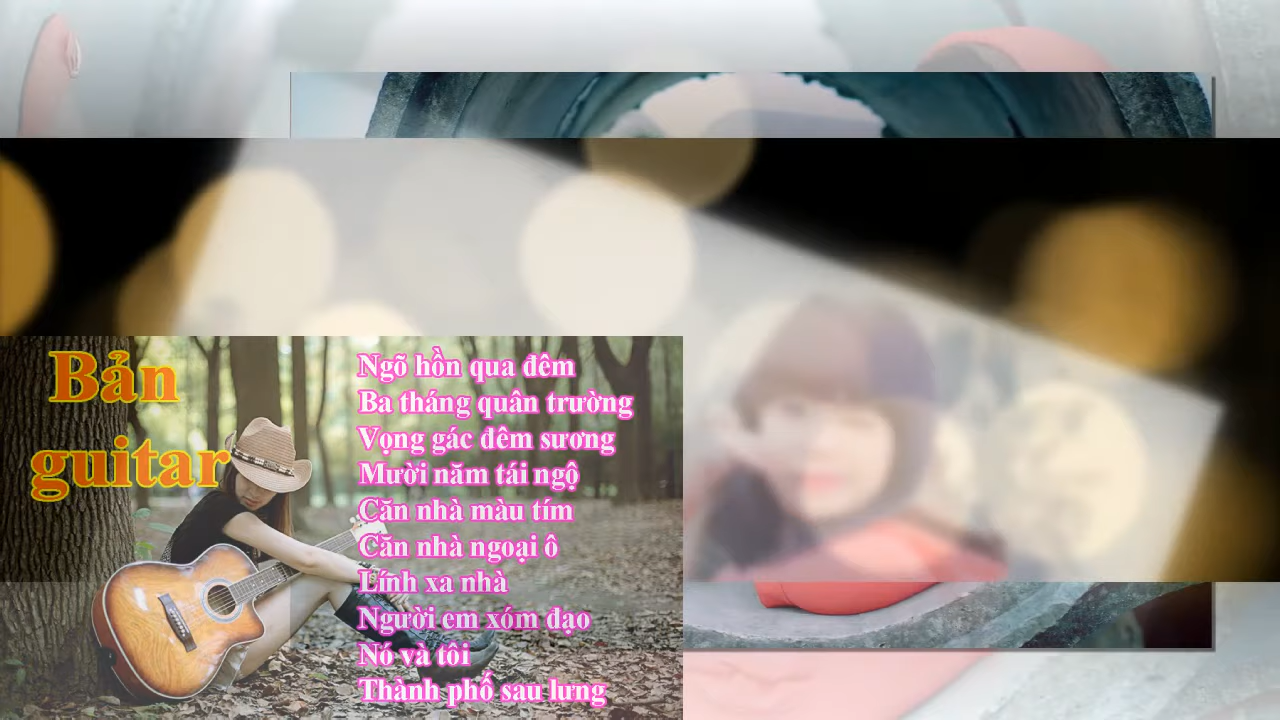 Bản
guitar
Ngõ hồn qua đêm
Ba tháng quân trường
Vọng gác đêm sương
Mười năm tái ngộ
Căn nhà màu tím
Căn nhà ngoại ô
Lính xa nhà
Người em xóm đạo
Nó và tôi
Thành phố sau lưng